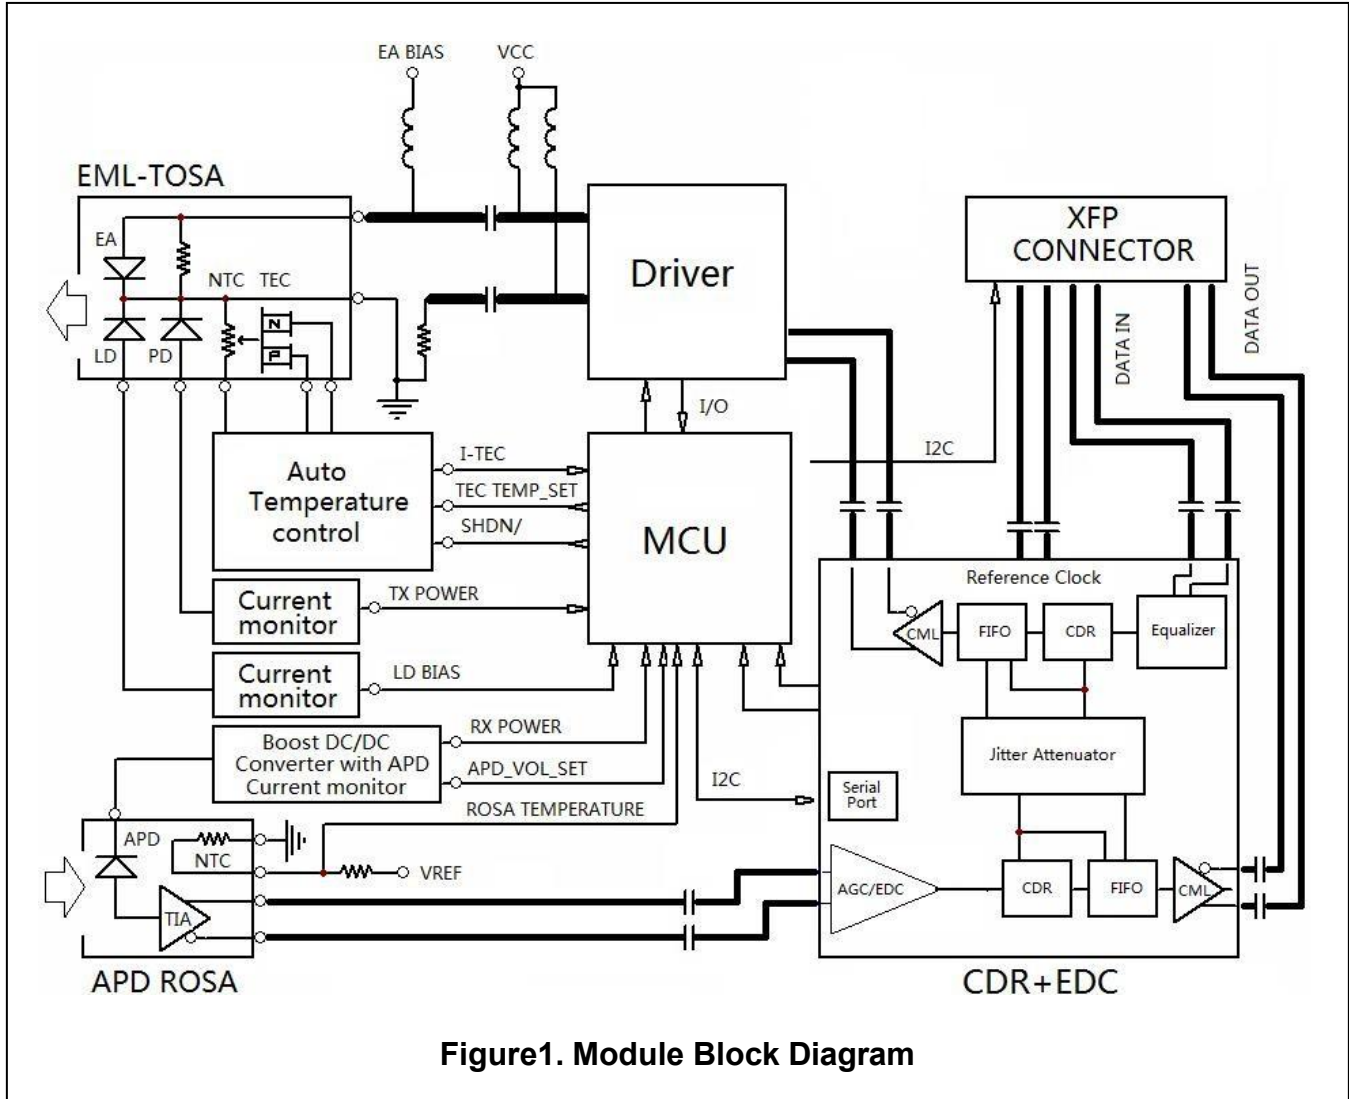 EA BIAS
VCC
EML-TOSA
EA
NTC TEC
N
P
LD
PD
Driver
XFP
CONNECTOR
DATA IN
DATA OUT
I/O
I2C
Auto
Temperature
control
I-TEC
TEC TEMP_SET
SHDN/
MCU
Current
monitor
TX POWER
Current
monitor
LD BIAS
Boost DC/DC
Converter with APD
Current monitor
RX POWER
APD_VOL_SET
ROSA TEMPERATURE
I2C
Reference Clock
CML
FIFO
CDR
Equalizer
Jitter Attenuator
Serial
Port
APD
NTC
VREF
TIA
AGC/EDC
CDR
FIFO
CML
APD ROSA
CDR+EDC
Figure1. Module Block Diagram